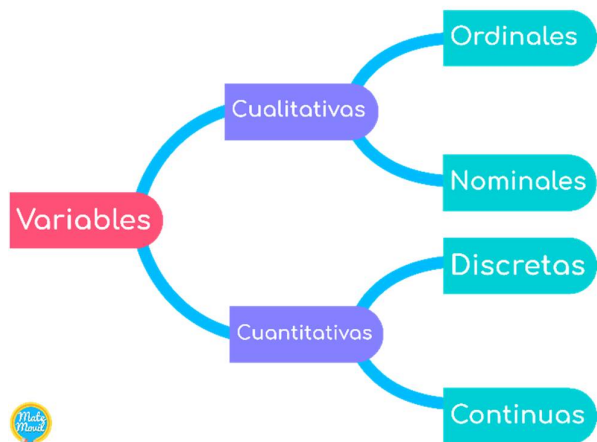 Variables
Cualitativas
Ordinales
Nominales
Cuantitativas
Discretas
Continuas
Mate
Movil